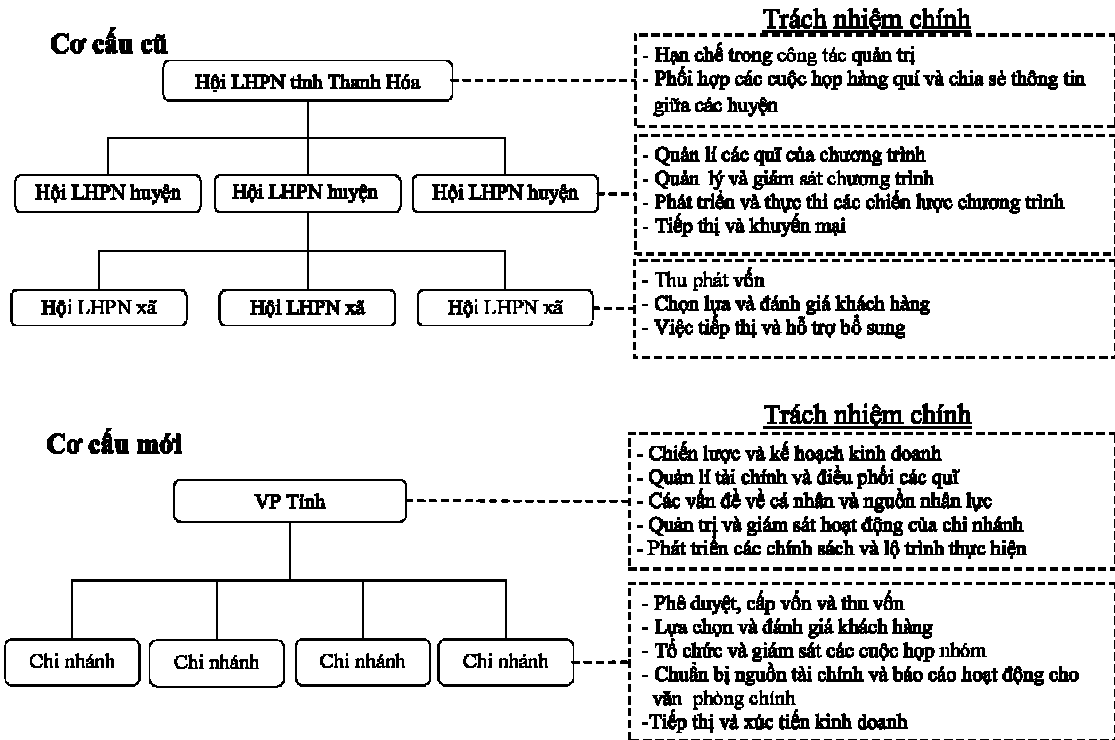 Trách nhiệm chính
Cơ cấu cũ
Hội LHPN tỉnh Thanh Hóa
- Hạn chế trong công tác quản trị
- Phối hợp các cuộc họp hàng quí và chia sẻ thông tin
giữa các huyện
Hội LHPN huyện
Hội LHPN huyện
Hội LHPN huyện
- Quản lí các quĩ của chương trình
- Quản lý và giám sát chương trình
- Phát triển và thực thi các chiến lược chương trình
- Tiếp thị và khuyến mại
Hội LHPN xã
Hội LHPN xã
Hội LHPN xã
- Thu phát vốn
- Chọn lựa và đánh giá khách hàng
- Việc tiếp thị và hỗ trợ bổ sung
Trách nhiệm chính
Cơ cấu mới
VP Tỉnh
- Chiến lược và kế hoạch kinh doanh
- Quản lí tài chính và điều phối các quĩ
- Các vấn đề về cá nhân và nguồn nhân lực
- Quản trị và giám sát hoạt động của chi nhánh
- Phát triển các chính sách và lộ trình thực hiện
Chi nhánh
Chi nhánh
Chi nhánh
Chi nhánh
- Phê duyệt, cấp vốn và thu vốn
- Lựa chọn và đánh giá khách hàng
- Tổ chức và giám sát các cuộc họp nhóm
- Chuẩn bị nguồn tài chính và báo cáo hoạt động cho
văn phòng chính
-Tiếp thị và xúc tiến kinh doanh